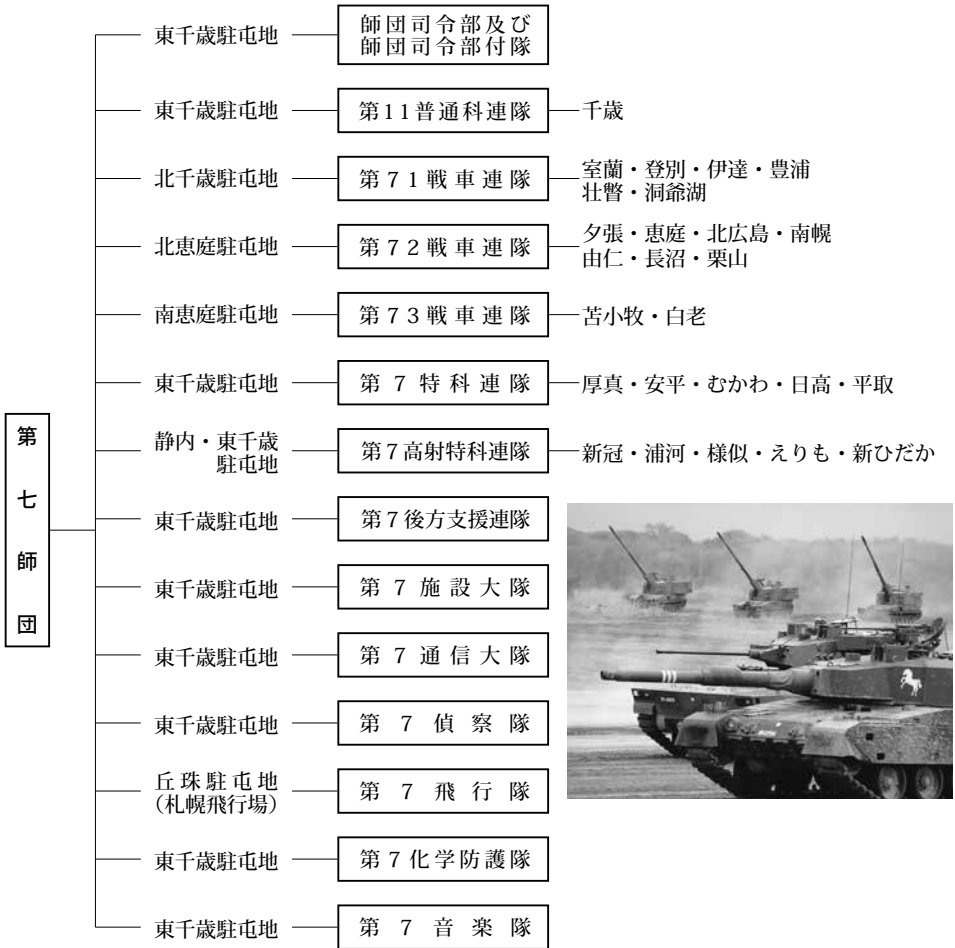 第七師団
東千歳駐屯地
師団司令部及び
師団司令部付隊
東千歳駐屯地
第11普通科連隊
千歳
北千歳駐屯地
第71戦車連隊
室蘭・登別・伊達・豊浦
壮瞥・洞爺湖
北恵庭駐屯地
第72戦車連隊
夕張・恵庭・北広島・南幌
由仁・長沼・栗山
南恵庭駐屯地
第73戦車連隊
苫小牧・白老
東千歳駐屯地
第7特科連隊
厚真・安平・むかわ・日高・平取
静内・東千歳
駐屯地
第7高射特科連隊
新冠・浦河・様似・えりも・新ひだか
東千歳駐屯地
第7後方支援連隊
東千歳駐屯地
第7施設大隊
東千歳駐屯地
第7通信大隊
東千歳駐屯地
第7偵察隊
丘珠駐屯地
(札幌飛行場)
第7飛行隊
東千歳駐屯地
第7化学防護隊
東千歳駐屯地
第7音楽隊